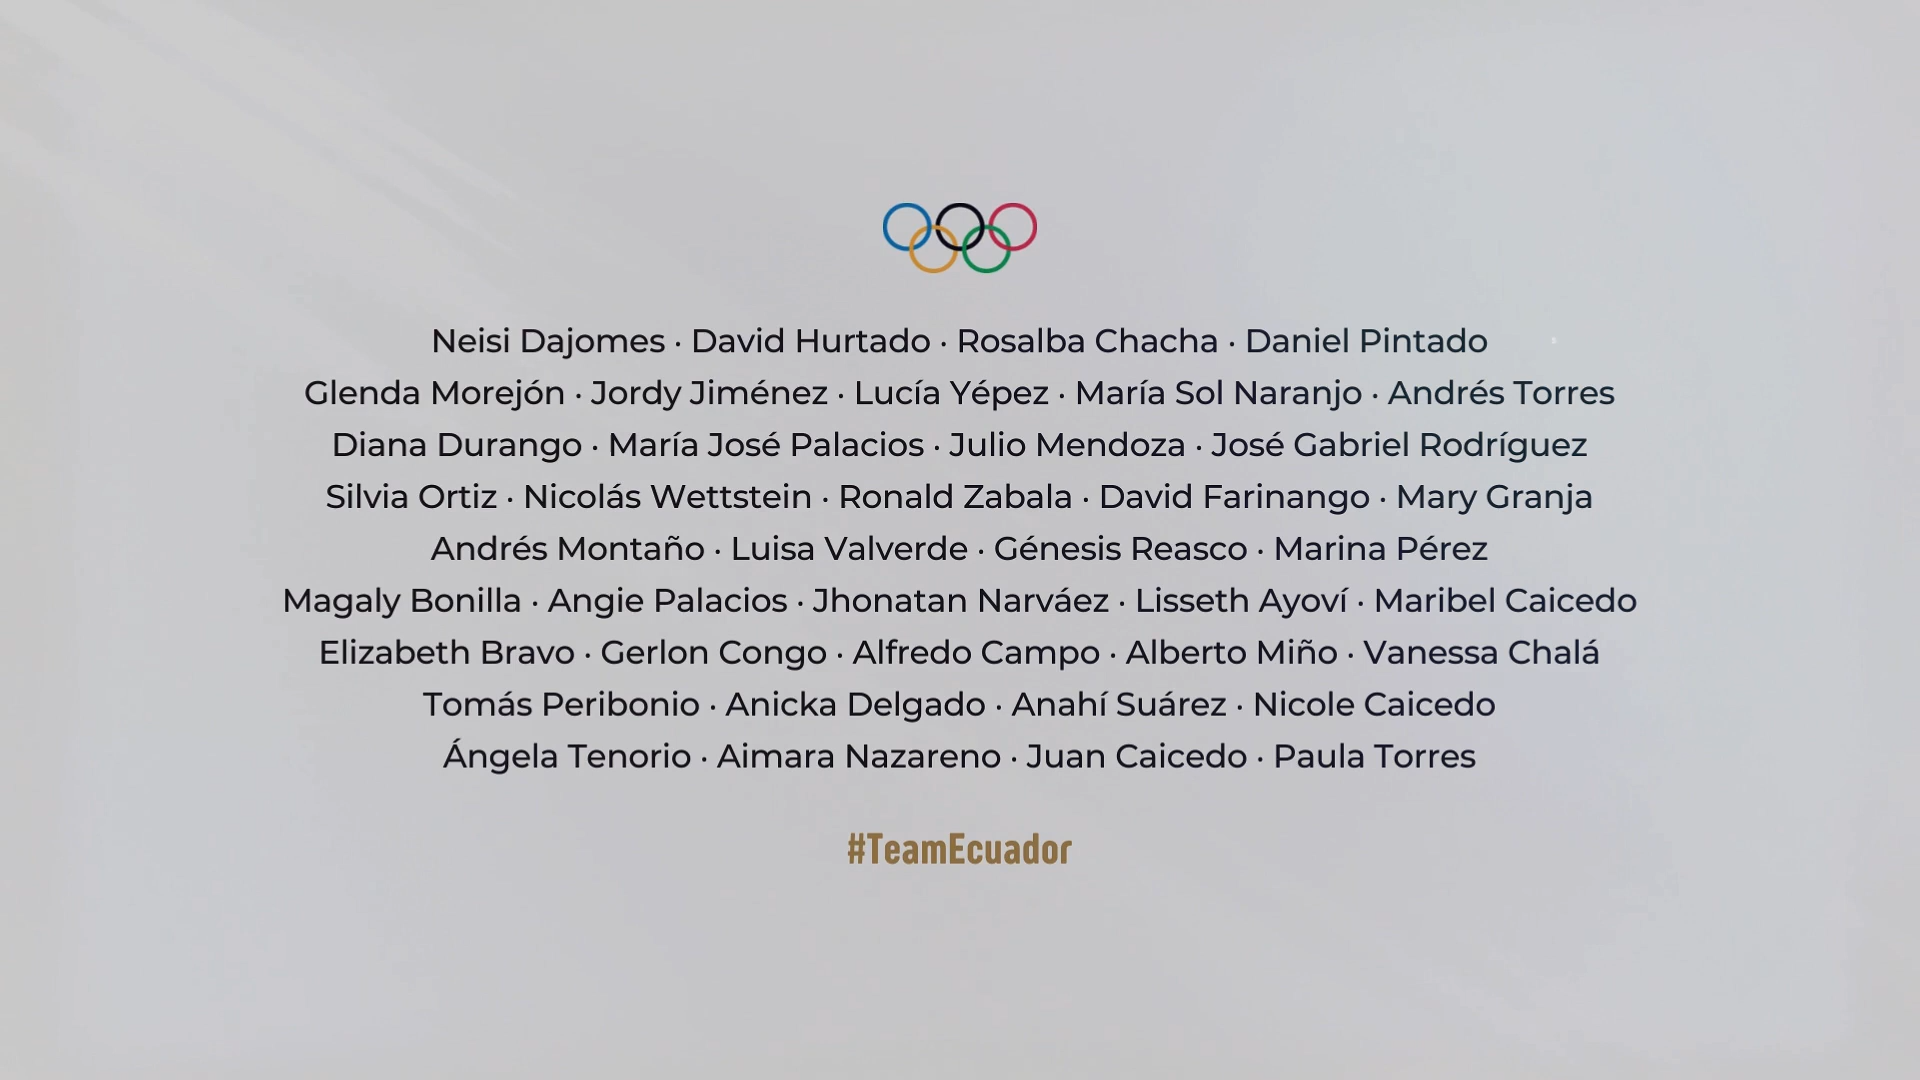 Neisi Dajomes · David Hurtado · Rosalba Chacha · Daniel Pintado
Glenda Morejón · Jordy Jiménez · Lucía Yépez · María Sol Naranjo · Andrés Torres
Diana Durango · María José Palacios · Julio Mendoza · José Gabriel Rodríguez
Silvia Ortiz · Nicolás Wettstein · Ronald Zabala · David Farinango · Mary Granja
Andrés Montaño · Luisa Valverde · Génesis Reasco · Marina Pérez
Magaly Bonilla · Angie Palacios · Jhonatan Narváez · Lisseth Ayoví · Maribel Caicedo
Elizabeth Bravo · Gerlon Congo · Alfredo Campo · Alberto Miño · Vanessa Chalá
Tomás Peribonio · Anicka Delgado · Anahí Suárez · Nicole Caicedo
Ángela Tenorio · Aimara Nazareno · Juan Caicedo · Paula Torres
#TeamEcuador